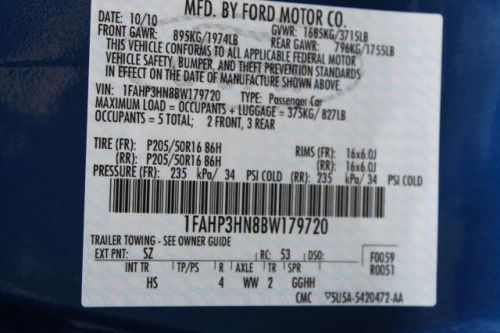 MFD. BY FORD MOTOR CO.
DATE: 10/10 GVWR: 1685KG/3715LB
FRONT GAWR: 895KG/1974LB REAR GAWR: 796KG/1755LB
THIS VEHICLE CONFORMS TO ALL APPLICABLE FEDERAL MOTOR
VEHICLE SAFETY, BUMPER, AND THEFT PREVENTION STANDARDS
IN EFFECT ON THE DATE OF MANUFACTURE SHOWN ABOVE.
VIN: 1FAHP3HN8BW179720 TYPE: Passenger Car
MAXIMUM LOAD = OCCUPANTS + LUGGAGE = 375KG/ 827LB
OCCUPANTS = 5 TOTAL; 2 FRONT, 3 REAR
TIRE (FR): P205/50R16 86H RIMS (FR): 16x6.0J
(RR): P205/50R16 86H (RR): 16x6.0J
PRESSURE (FR): 235 kPa/ 34 PSI COLD (RR): 235 kPa/ 34 PSI COLD
1FAHP3HN8BW179720
TRAILER TOWING - SEE OWNER GUIDE
EXT PNT: SZ RC: 53 DSO: F0059
INT TR TP/PS R AXLE TR SPR R0051
HS 4 WW 2 GGHH
CMC ▽5U5A-5420472-AA